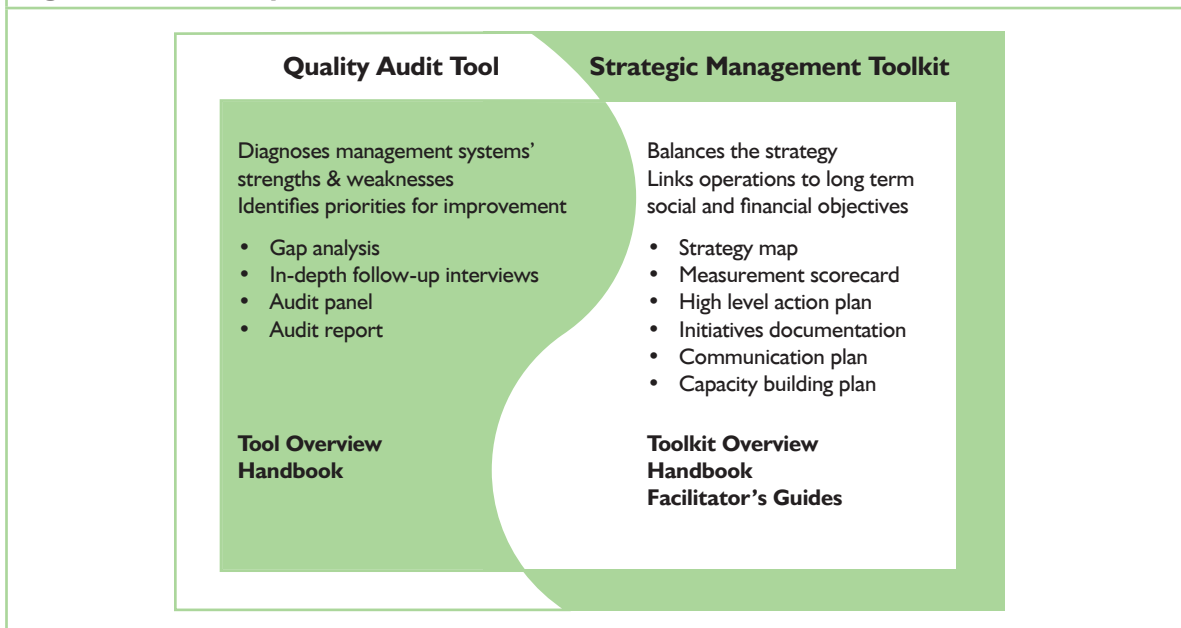 Quality Audit Tool
Diagnoses management systems’
strengths & weaknesses
Identifies priorities for improvement
• Gap analysis
• In-depth follow-up interviews
• Audit panel
• Audit report
Tool Overview
Handbook
Strategic Management Toolkit
Balances the strategy
Links operations to long term
social and financial objectives
• Strategy map
• Measurement scorecard
• High level action plan
• Initiatives documentation
• Communication plan
• Capacity building plan
Toolkit Overview
Handbook
Facilitator’s Guides